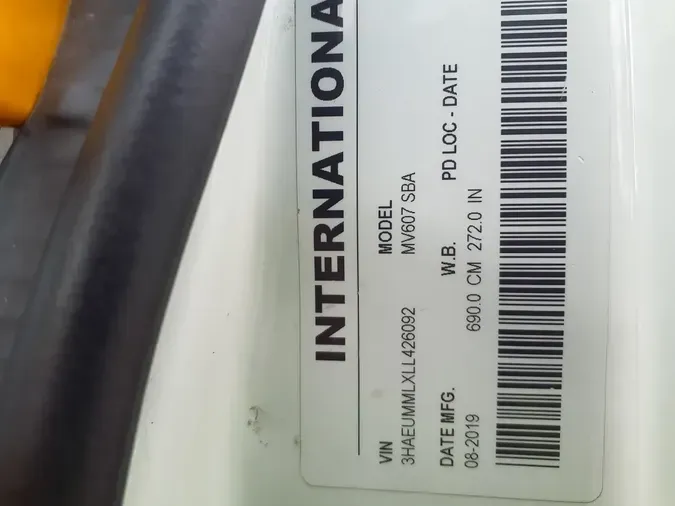 INTERNATIONA
VIN MODEL
3HAEUMMLXLL426092 MV607 SBA
DATE MFG. W.B. PD LOC - DATE
08-2019 690.0 CM 272.0 IN